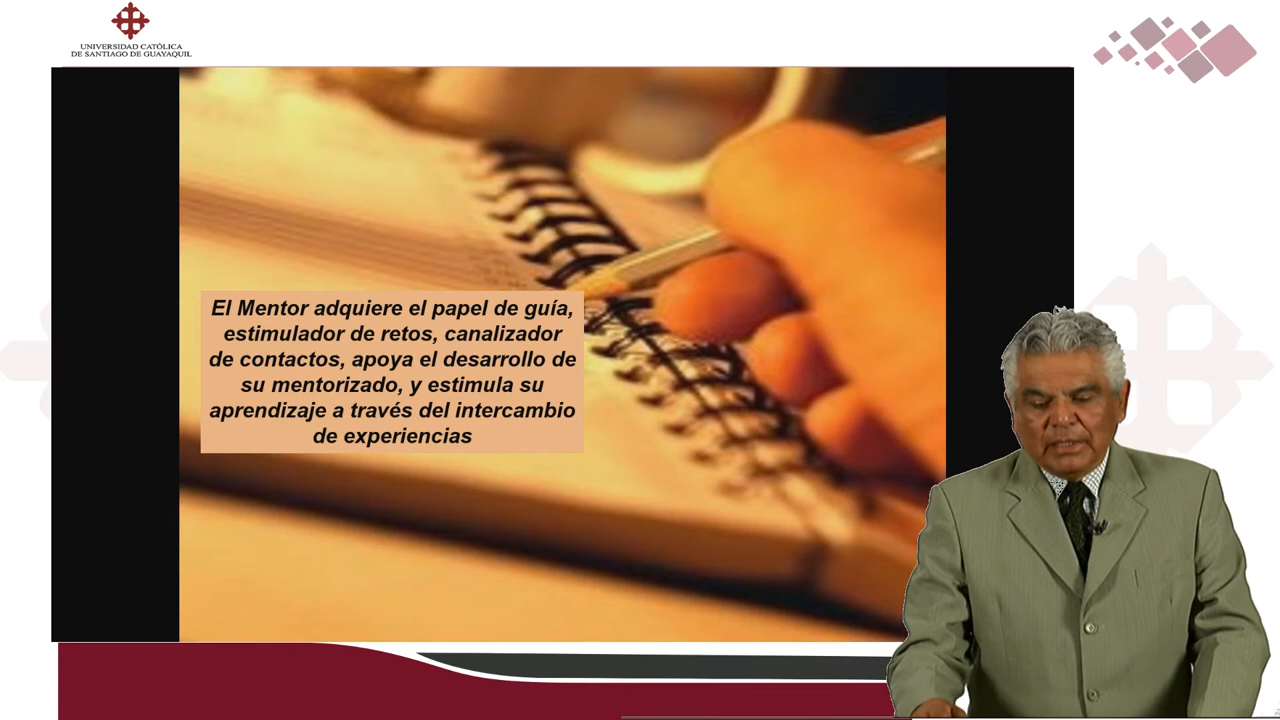 UNIVERSIDAD CATÓLICA
DE SANTIAGO DE GUAYAQUIL
El Mentor adquiere el papel de guía,
estimulador de retos, canalizador
de contactos, apoya el desarrollo de
su mentorizado, y estimula su
aprendizaje a través del intercambio
de experiencias